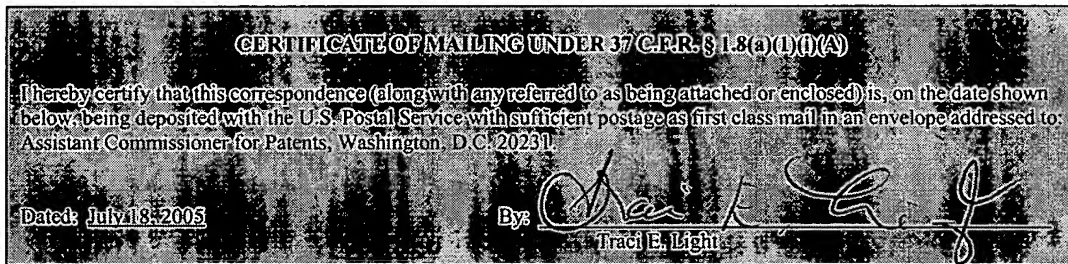 CERTIFICATE OF MAILING UNDER 37 C.F.R. § 1.8(a)(1)(i)(A)
I hereby certify that this correspondence (along with any referred to as being attached or enclosed) is, on the date shown
below, being deposited with the U.S. Postal Service with sufficient postage as first class mail in an envelope addressed to:
Assistant Commissioner for Patents, Washington, D.C. 20231.
Dated: July 18, 2005 By:
Traci E. Light